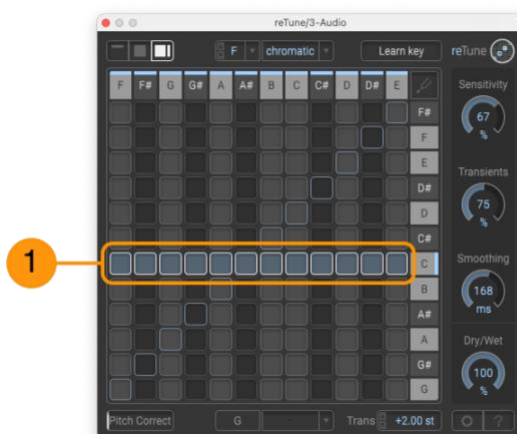 reTune/3-Audio
F chromatic Learn key reTune
F F# G G# A A# B C C# D D# E
Sensitivity
F#
67
%
F
E
Transients
D#
75
%
D
C#
1
C
Smoothing
B
168
ms
A#
A
Dry/Wet
G#
100
%
G
Pitch Correct G Trans +2.00 st ?